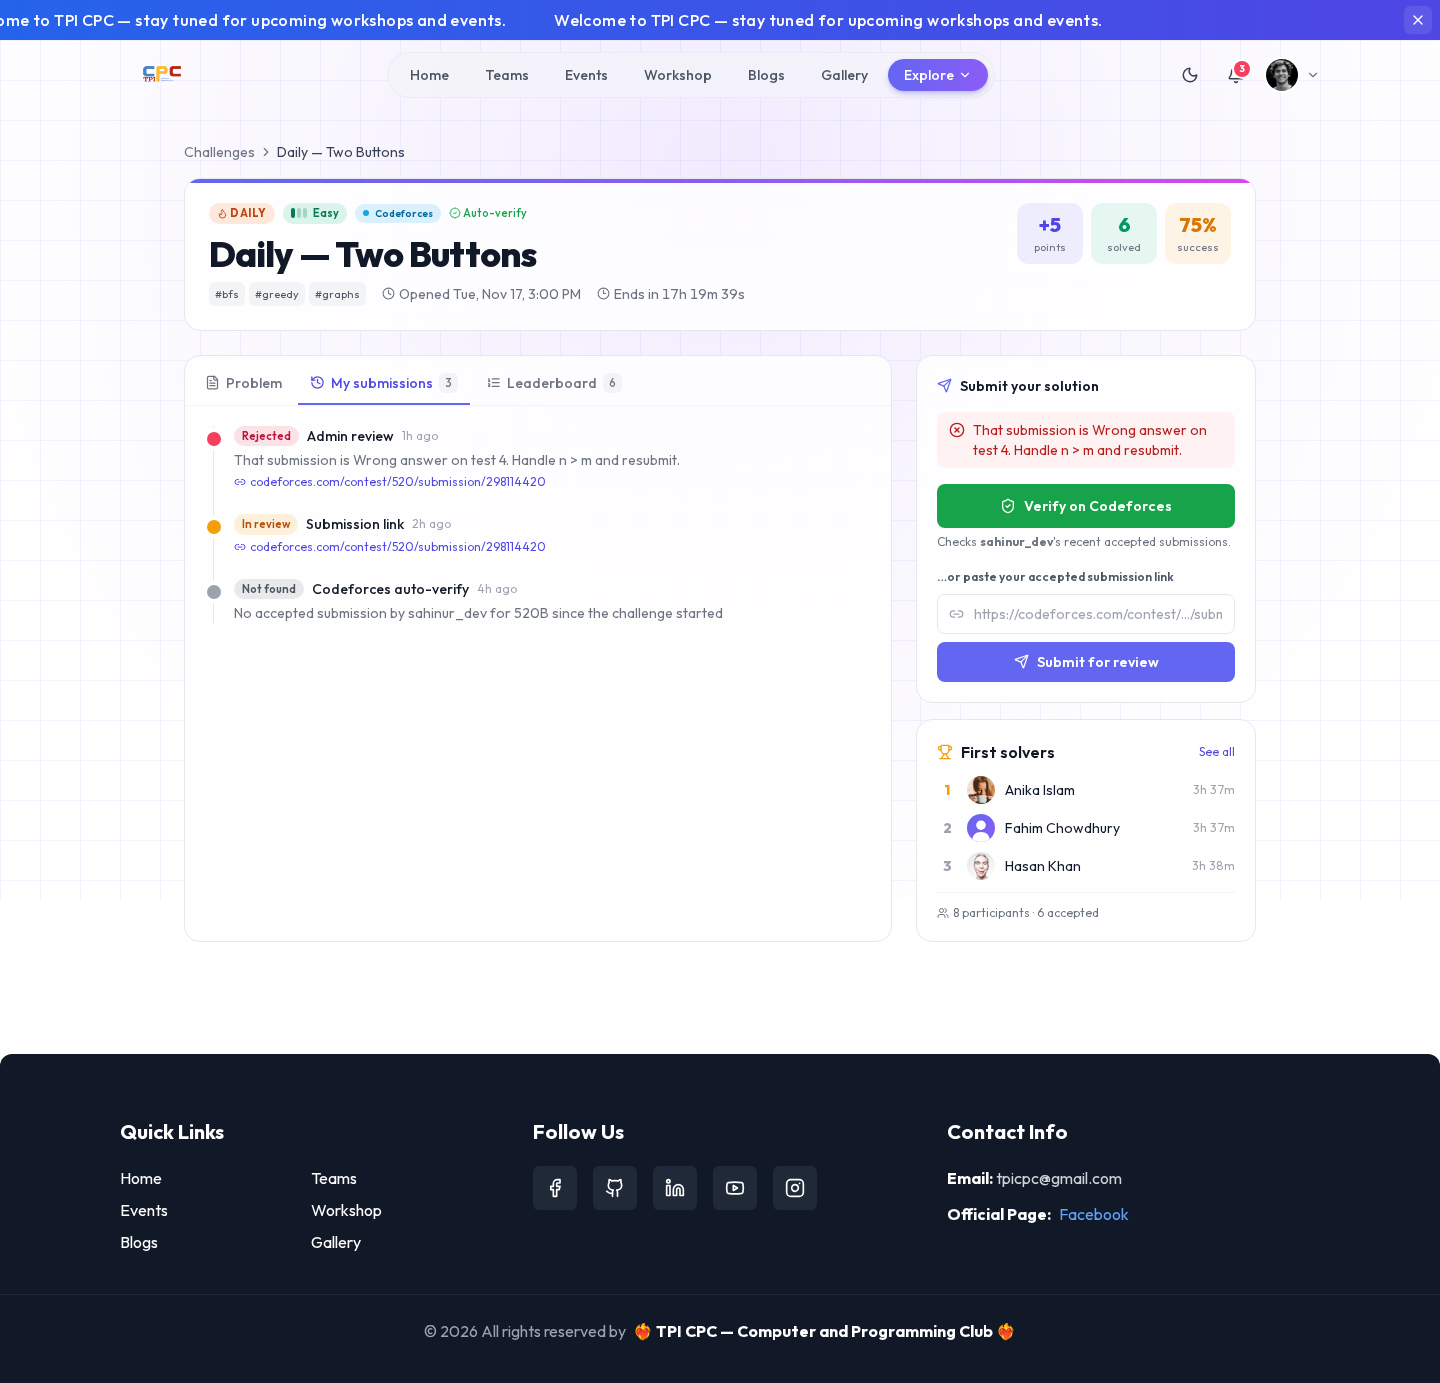 ome to TPI CPC — stay tuned for upcoming workshops and events. Welcome to TPI CPC — stay tuned for upcoming workshops and events.
CPC
TPI
Home Teams Events Workshop Blogs Gallery Explore
3
Challenges > Daily — Two Buttons
DAILY Easy Codeforces Auto-verify
Daily — Two Buttons
#bfs #greedy #graphs Opened Tue, Nov 17, 3:00 PM Ends in 17h 19m 39s
+5 6 75%
points solved success
Problem My submissions 3 Leaderboard 6
Rejected Admin review 1h ago
That submission is Wrong answer on test 4. Handle n > m and resubmit.
codeforces.com/contest/520/submission/298114420
In review Submission link 2h ago
codeforces.com/contest/520/submission/298114420
Not found Codeforces auto-verify 4h ago
No accepted submission by sahinur_dev for 520B since the challenge started
Submit your solution
That submission is Wrong answer on
test 4. Handle n > m and resubmit.
Verify on Codeforces
Checks sahinur_dev's recent accepted submissions.
...or paste your accepted submission link
https://codeforces.com/contest/.../subm
Submit for review
First solvers See all
1 Anika Islam 3h 37m
2 Fahim Chowdhury 3h 37m
3 Hasan Khan 3h 38m
8 participants · 6 accepted
Quick Links
Home Teams
Events Workshop
Blogs Gallery
Follow Us
Contact Info
Email: tpicpc@gmail.com
Official Page: Facebook
© 2026 All rights reserved by ❤️‍🔥 TPI CPC — Computer and Programming Club ❤️‍🔥